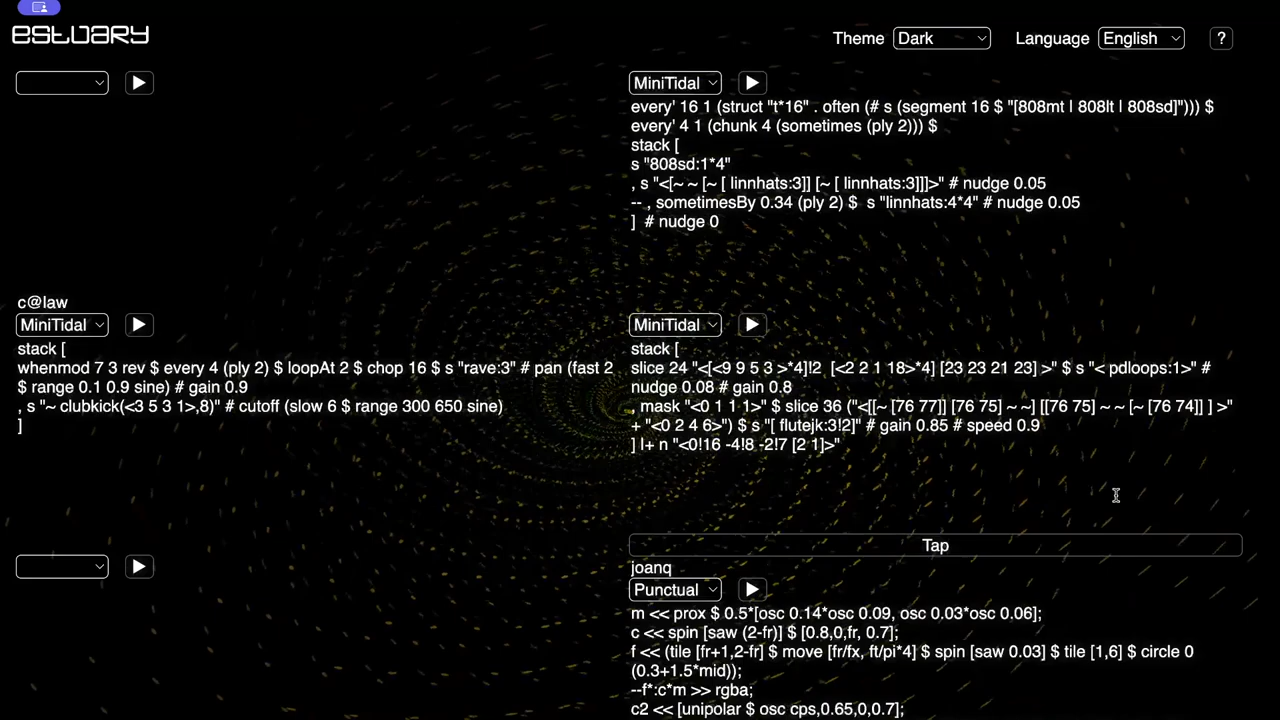 estuary
Theme Dark Language English ?
MiniTidal
every' 16 1 (struct "t*16" . often (# s (segment 16 $ "[808mt | 808lt | 808sd]"))) $
every' 4 1 (chunk 4 (sometimes (ply 2))) $
stack [
s "808sd:1*4"
, s "<[~ ~ [~ [ linnhats:3]] [~ [ linnhats:3]]]>" # nudge 0.05
-- , sometimesBy 0.34 (ply 2) $  s "linnhats:4*4" # nudge 0.05
]  # nudge 0
c@law
MiniTidal
stack [
whenmod 7 3 rev $ every 4 (ply 2) $ loopAt 2 $ chop 16 $ s "rave:3" # pan (fast 2
$ range 0.1 0.9 sine) # gain 0.9
, s "~ clubkick(<3 5 3 1>,8)" # cutoff (slow 6 $ range 300 650 sine)
]
MiniTidal
stack [
slice 24 "<[<9 9 5 3 >*4]!2  [<2 2 1 18>*4] [23 23 21 23] >" $ s "< pdloops:1>" #
nudge 0.08 # gain 0.8
, mask "<0 1 1 1>" $ slice 36 ("<[[~ [76 77]] [76 75] ~ ~] [[76 75] ~ ~ [~ [76 74]] ] >"
+ "<0 2 4 6>") $ s "[ flutejk:3!2]" # gain 0.85 # speed 0.9
] |+ n "<0!16 -4!8 -2!7 [2 1]>"
Tap
joanq
Punctual
m << prox $ 0.5*[osc 0.14*osc 0.09, osc 0.03*osc 0.06];
c << spin [saw (2-fr)] $ [0.8,0,fr, 0.7];
f << (tile [fr+1,2-fr] $ move [fr/fx, ft/pi*4] $ spin [saw 0.03] $ tile [1,6] $ circle 0
(0.3+1.5*mid));
--f*:c*m >> rgba;
c2 << [unipolar $ osc cps,0.65,0,0.7];